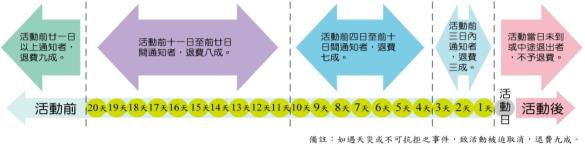 活動前廿一日
以上通知者，
退費九成。
活動前十一日至前廿日
間通知者，退費八成。
活動前四日至前十
日間通知者，退費
七成。
活動前
三日內
通知者
，退費
三成。
活動當日未到
或中途退出者
，不予退費。
活動前
20天 19天 18天 17天 16天 15天 14天 13天 12天 11天 10天 9天 8天 7天 6天 5天 4天 3天 2天 1天
活動日
活動後
備註：如遇天災或不可抗拒之事件，致活動被迫取消，退費九成。